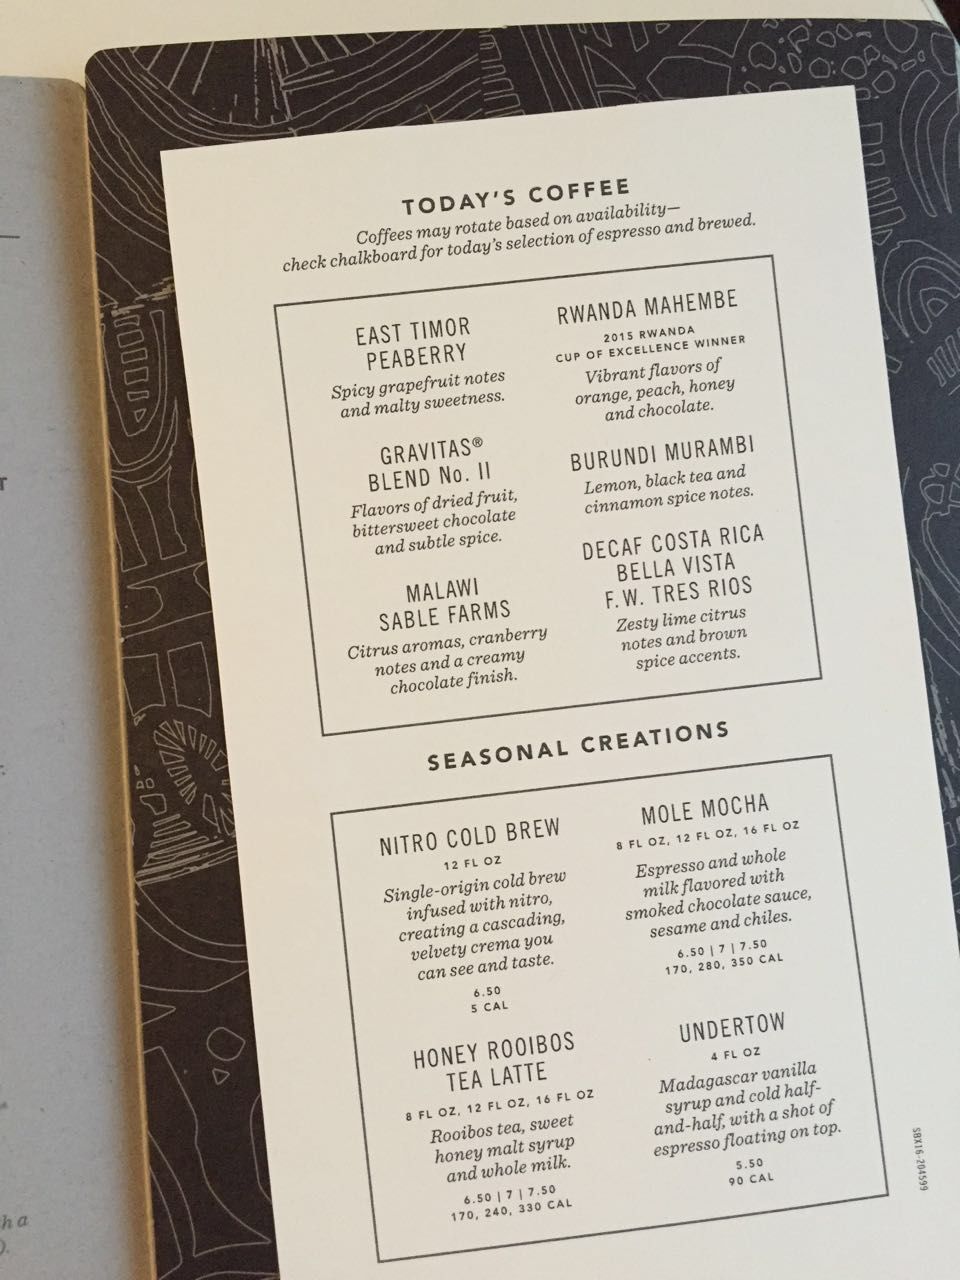 TODAY'S COFFEE
Coffees may rotate based on availability—
check chalkboard for today's selection of espresso and brewed.
EAST TIMOR
PEABERRY
Spicy grapefruit notes
and malty sweetness.
GRAVITAS®
BLEND No. II
Flavors of dried fruit,
bittersweet chocolate
and subtle spice.
MALAWI
SABLE FARMS
Citrus aromas, cranberry
notes and a creamy
chocolate finish.
RWANDA MAHEMBE
2015 RWANDA
CUP OF EXCELLENCE WINNER
Vibrant flavors of
orange, peach, honey
and chocolate.
BURUNDI MURAMBI
Lemon, black tea and
cinnamon spice notes.
DECAF COSTA RICA
BELLA VISTA
F.W. TRES RIOS
Zesty lime citrus
notes and brown
spice accents.
SEASONAL CREATIONS
NITRO COLD BREW
12 FL OZ
Single-origin cold brew
infused with nitro,
creating a cascading,
velvety crema you
can see and taste.
6.50
5 CAL
HONEY ROOIBOS
TEA LATTE
8 FL OZ, 12 FL OZ, 16 FL OZ
Rooibos tea, sweet
honey malt syrup
and whole milk.
6.50 | 7 | 7.50
170, 240, 330 CAL
MOLE MOCHA
8 FL OZ, 12 FL OZ, 16 FL OZ
Espresso and whole
milk flavored with
smoked chocolate sauce,
sesame and chiles.
6.50 | 7 | 7.50
170, 280, 350 CAL
UNDERTOW
4 FL OZ
Madagascar vanilla
syrup and cold half-
and-half, with a shot of
espresso floating on top.
5.50
90 CAL
SBX16-204599